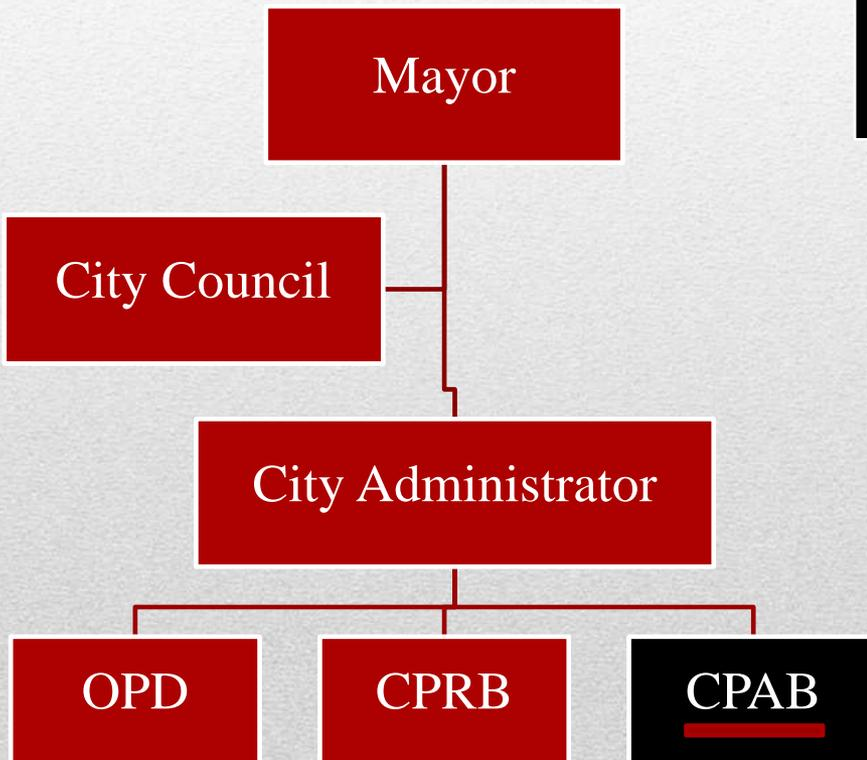 Mayor
City Council
City Administrator
OPD
CPRB
CPAB